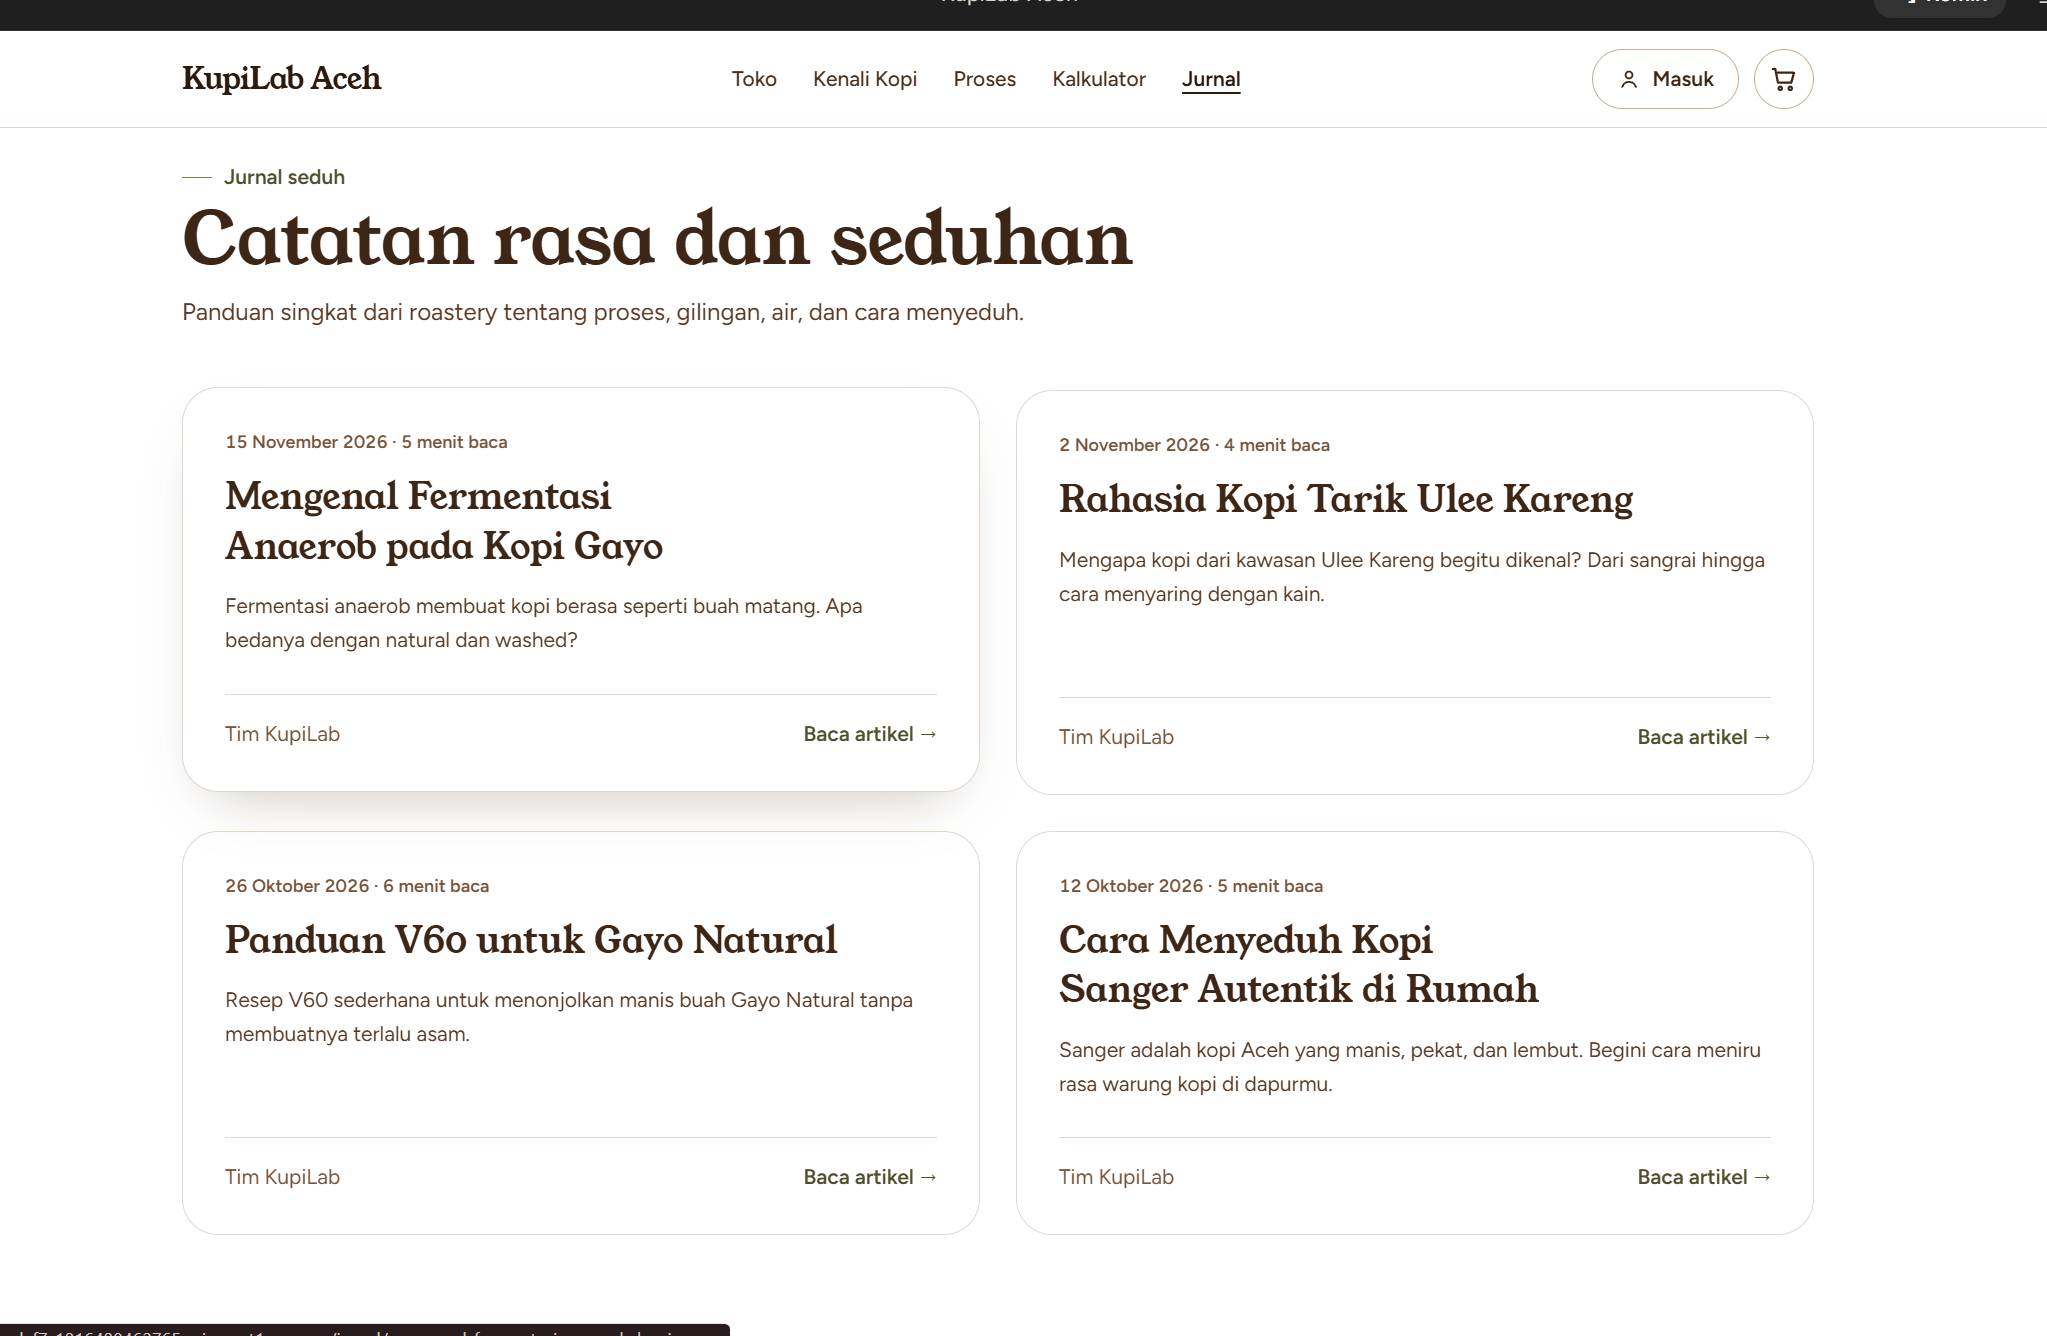 KupiLab Aceh
Admin
KupiLab Aceh
Toko
Kenali Kopi
Proses
Kalkulator
Jurnal
Masuk
Jurnal seduh
Catatan rasa dan seduhan
Panduan singkat dari roastery tentang proses, gilingan, air, dan cara menyeduh.
15 November 2026 · 5 menit baca
Mengenal Fermentasi
Anaerob pada Kopi Gayo
Fermentasi anaerob membuat kopi berasa seperti buah matang. Apa
bedanya dengan natural dan washed?
Tim KupiLab
Baca artikel →
2 November 2026 · 4 menit baca
Rahasia Kopi Tarik Ulee Kareng
Mengapa kopi dari kawasan Ulee Kareng begitu dikenal? Dari sangrai hingga
cara menyaring dengan kain.
Tim KupiLab
Baca artikel →
26 Oktober 2026 · 6 menit baca
Panduan V60 untuk Gayo Natural
Resep V60 sederhana untuk menonjolkan manis buah Gayo Natural tanpa
membuatnya terlalu asam.
Tim KupiLab
Baca artikel →
12 Oktober 2026 · 5 menit baca
Cara Menyeduh Kopi
Sanger Autentik di Rumah
Sanger adalah kopi Aceh yang manis, pekat, dan lembut. Begini cara meniru
rasa warung kopi di dapurmu.
Tim KupiLab
Baca artikel →